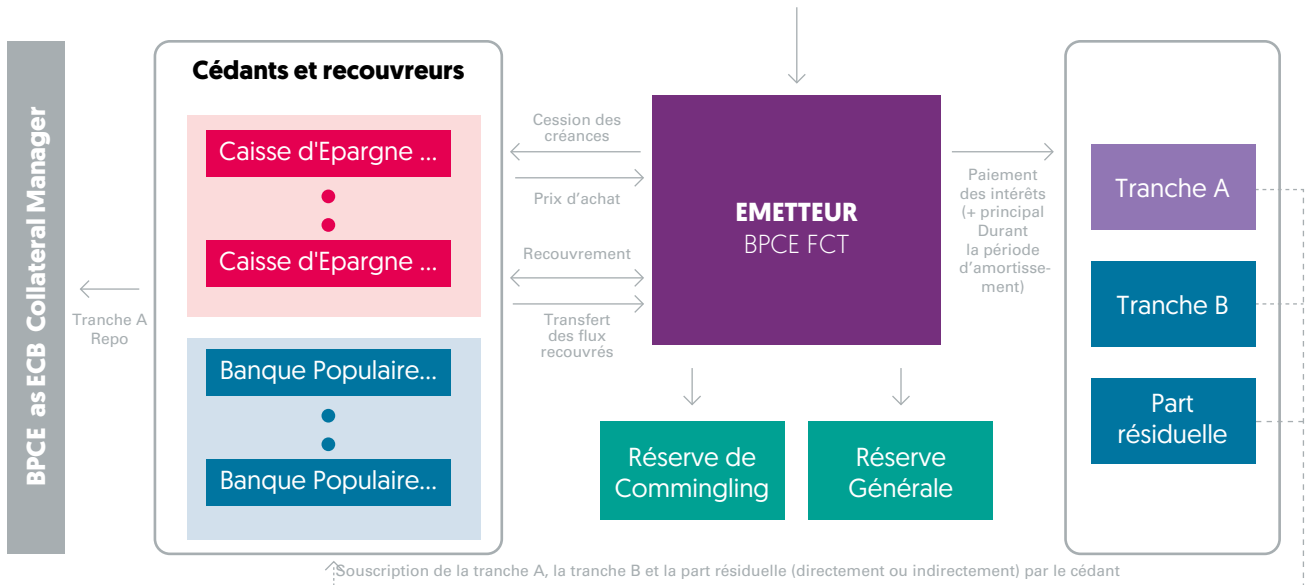 BPCE as ECB Collateral Manager
Tranche A
Repo
Cédants et recouvreurs
Caisse d'Epargne ...
Caisse d'Epargne ...
Banque Populaire...
Banque Populaire...
Cession des
créances
Prix d’achat
Recouvrement
Transfert
des flux
recouvrés
EMETTEUR
BPCE FCT
Réserve de
Commingling
Réserve
Générale
Paiement
des intérêts
(+ principal
Durant
la période
d’amortisse-
ment)
Tranche A
Tranche B
Part
résiduelle
Souscription de la tranche A, la tranche B et la part résiduelle (directement ou indirectement) par le cédant